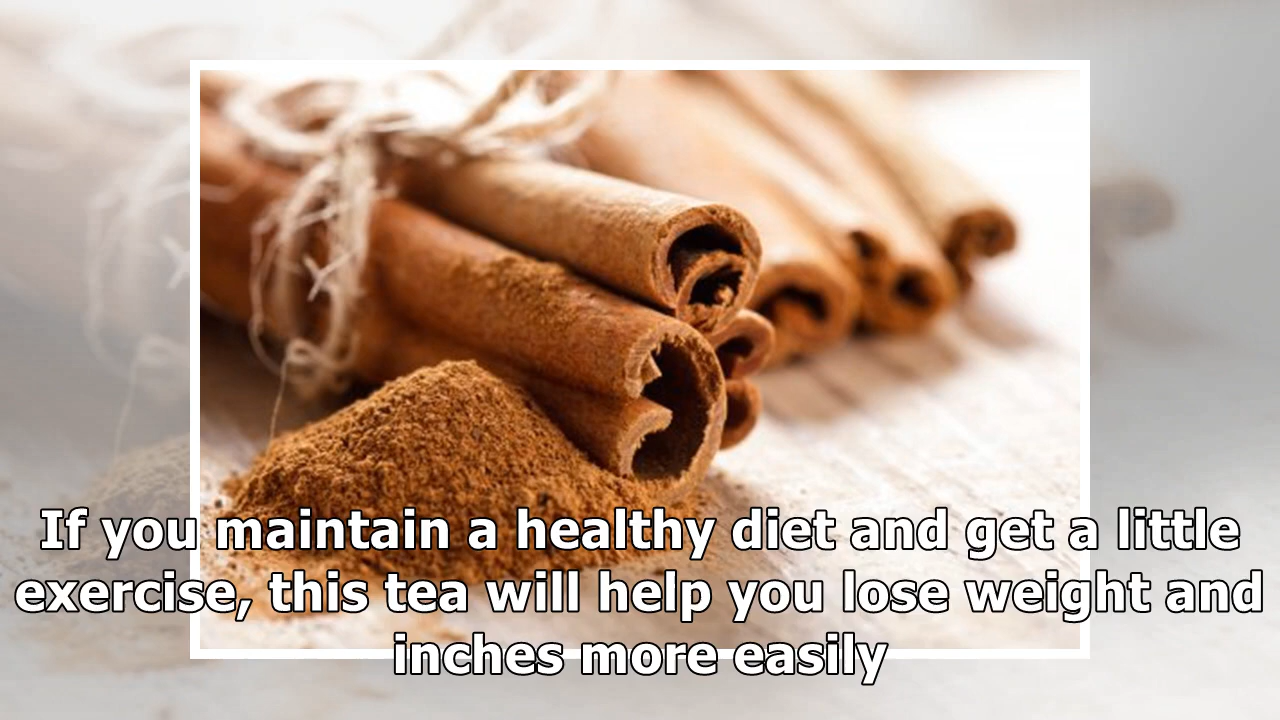 If you maintain a healthy diet and get a little
exercise, this tea will help you lose weight and
inches more easily